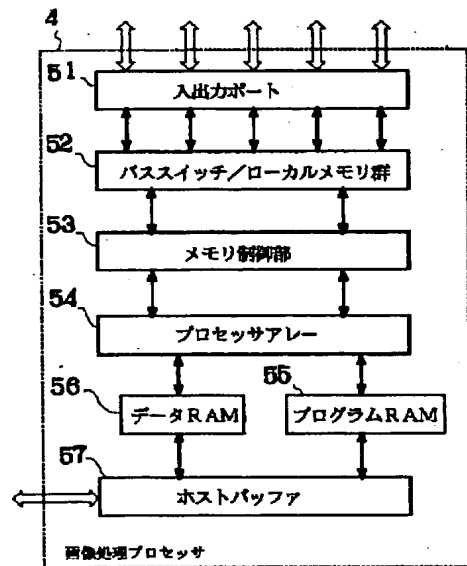 4
51
入出力ポート
52
バススイッチ／ローカルメモリ群
53
メモリ制御部
54
プロセッサアレー
56
データRAM
55
プログラムRAM
57
ホストバッファ
画像処理プロセッサ